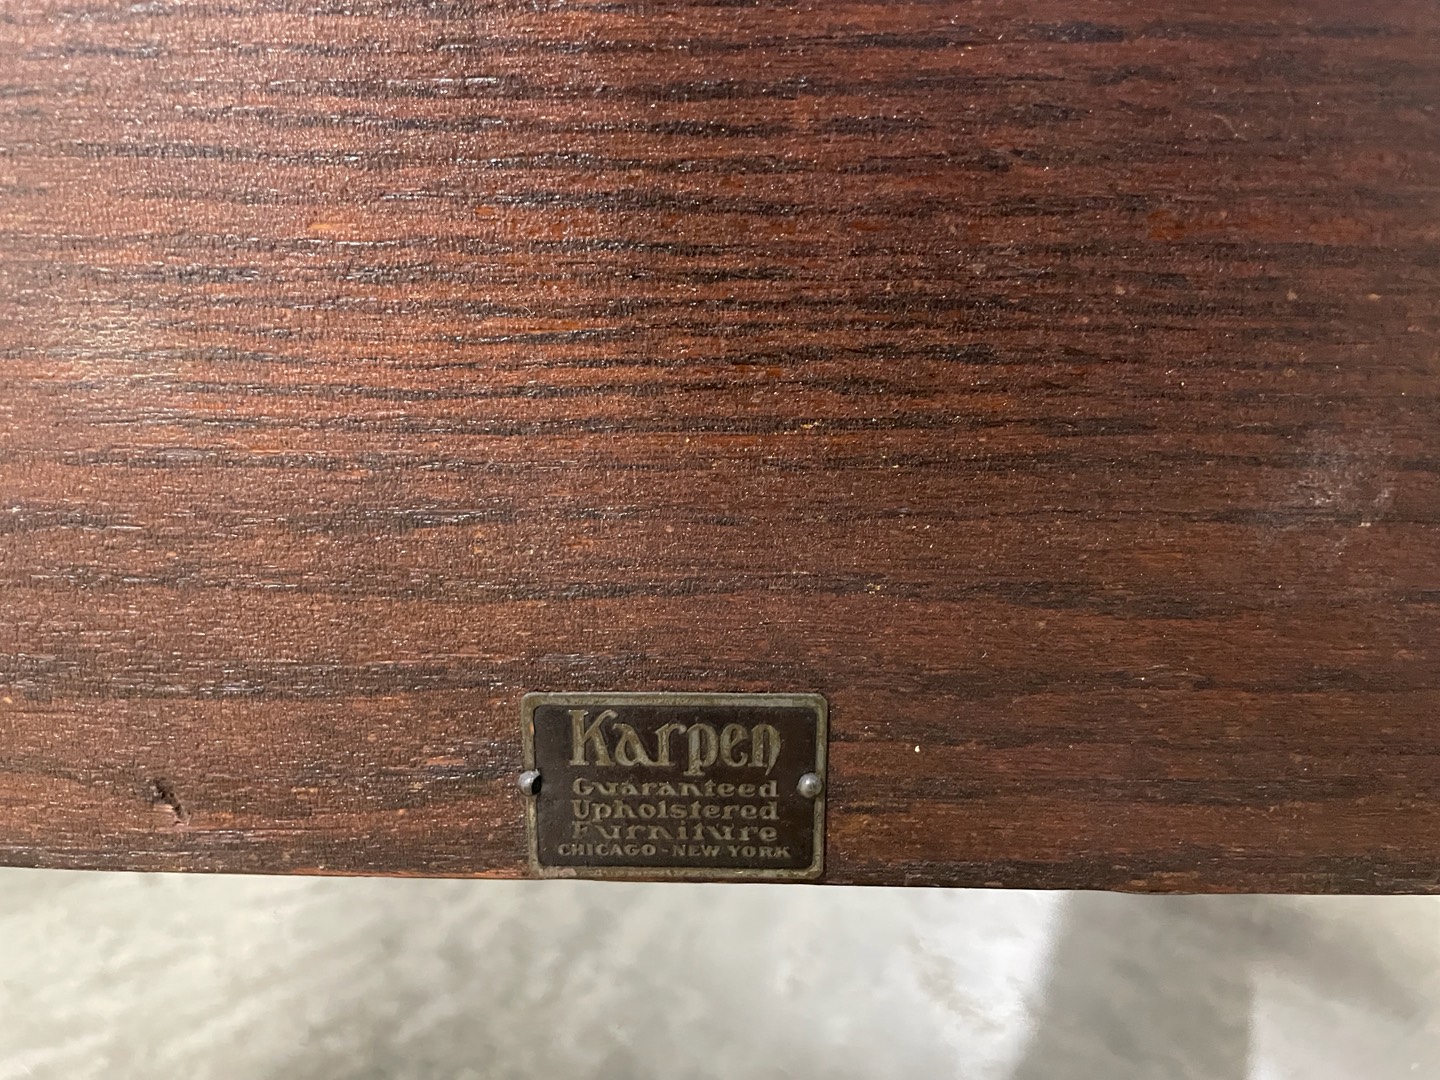 Karpen
Guaranteed
Upholstered
Furniture
CHICAGO - NEW YORK